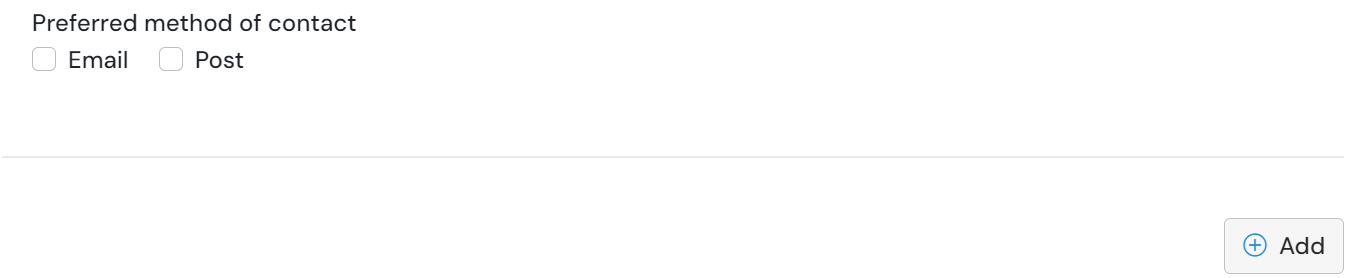 Preferred method of contact
Email Post
Add